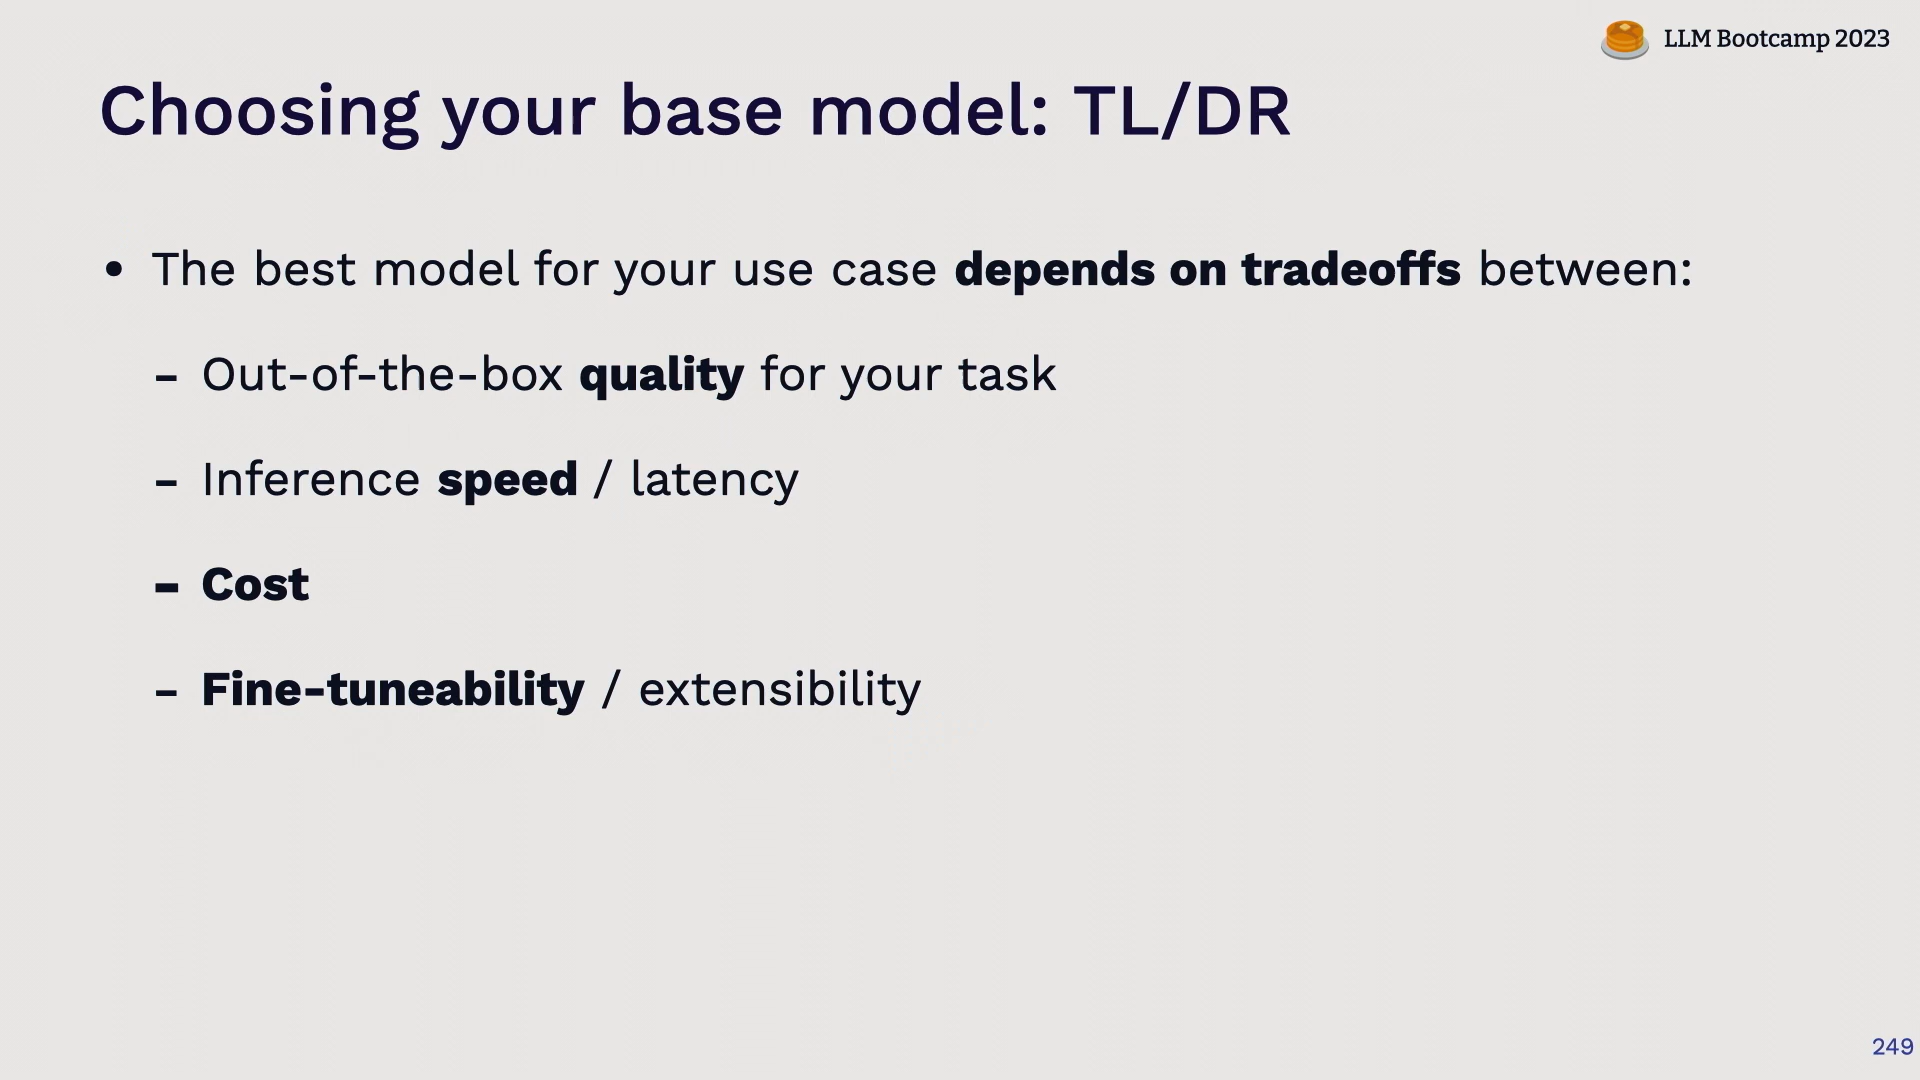 LLM Bootcamp 2023
Choosing your base model: TL/DR
• The best model for your use case depends on tradeoffs between:
- Out-of-the-box quality for your task
- Inference speed / latency
- Cost
- Fine-tuneability / extensibility
249